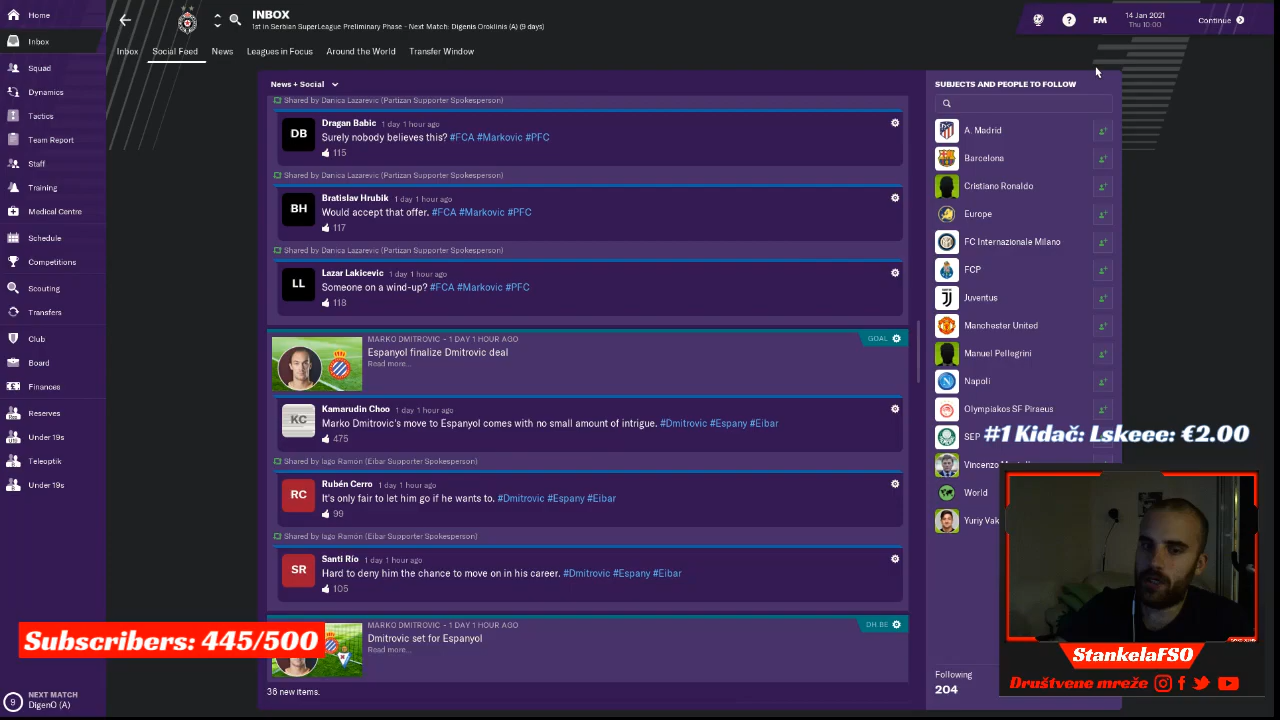 Home
Inbox
Squad
Dynamics
Tactics
Team Report
Staff
Training
Medical Centre
Schedule
Competitions
Scouting
Transfers
Club
Board
Finances
Reserves
Under 19s
Teleoptik
Under 19s
9
NEXT MATCH
DigenO (A)
INBOX
1st in Serbian SuperLeague Preliminary Phase - Next Match: Digenis Oroklinis (A) (9 days)
?
FM
14 Jan 2021
Thu 10:00
Continue
Inbox
Social Feed
News
Leagues in Focus
Around the World
Transfer Window
News + Social
Shared by Danica Lazarevic (Partizan Supporter Spokesperson)
DB
Dragan Babic 1 day 1 hour ago
Surely nobody believes this? #FCA #Markovic #PFC
115
Shared by Danica Lazarevic (Partizan Supporter Spokesperson)
BH
Bratislav Hrubik 1 day 1 hour ago
Would accept that offer. #FCA #Markovic #PFC
117
Shared by Danica Lazarevic (Partizan Supporter Spokesperson)
LL
Lazar Lakicevic 1 day 1 hour ago
Someone on a wind-up? #FCA #Markovic #PFC
118
MARKO DMITROVIC - 1 DAY 1 HOUR AGO
GOAL
Espanyol finalize Dmitrovic deal
Read more...
KC
Kamarudin Choo 1 day 1 hour ago
Marko Dmitrovic's move to Espanyol comes with no small amount of intrigue. #Dmitrovic #Espany #Eibar
475
Shared by Iago Ramón (Eibar Supporter Spokesperson)
RC
Rubén Cerro 1 day 1 hour ago
It's only fair to let him go if he wants to. #Dmitrovic #Espany #Eibar
99
Shared by Iago Ramón (Eibar Supporter Spokesperson)
SR
Santi Río 1 day 1 hour ago
Hard to deny him the chance to move on in his career. #Dmitrovic #Espany #Eibar
105
MARKO DMITROVIC - 1 DAY 1 HOUR AGO
DH BE
Dmitrovic set for Espanyol
Read more...
36 new items.
SUBJECTS AND PEOPLE TO FOLLOW
A. Madrid
Barcelona
Cristiano Ronaldo
Europe
FC Internazionale Milano
FCP
Juventus
Manchester United
Manuel Pellegrini
Napoli
Olympiakos SF Piraeus
SEP
Vincenzo
World
Yuriy
Following
204
#1 Kidač: Lskeee: €2.00
Subscribers: 445/500
StankelaFSO
Društvene mreže